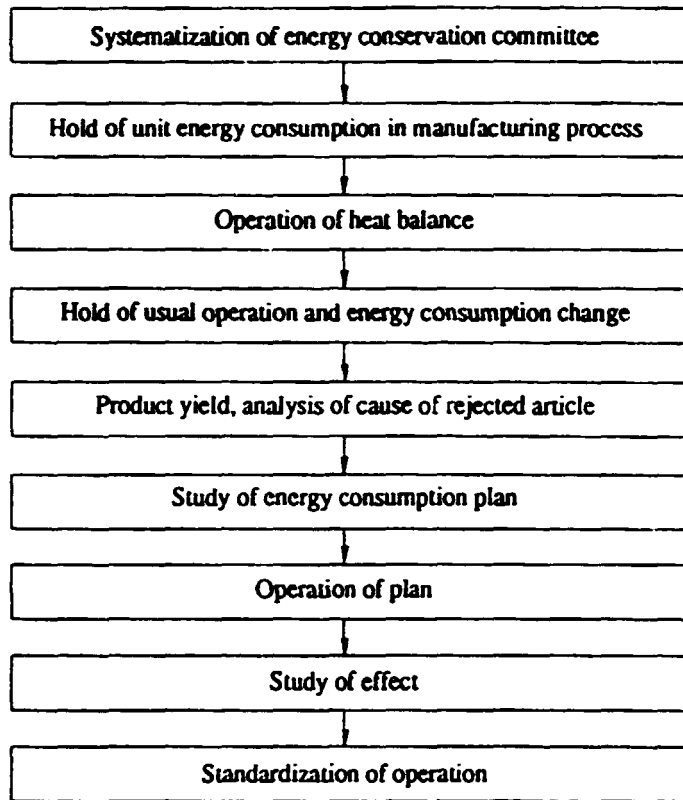 Systematization of energy conservation committee
Hold of unit energy consumption in manufacturing process
Operation of heat balance
Hold of usual operation and energy consumption change
Product yield, analysis of cause of rejected article
Study of energy consumption plan
Operation of plan
Study of effect
Standardization of operation